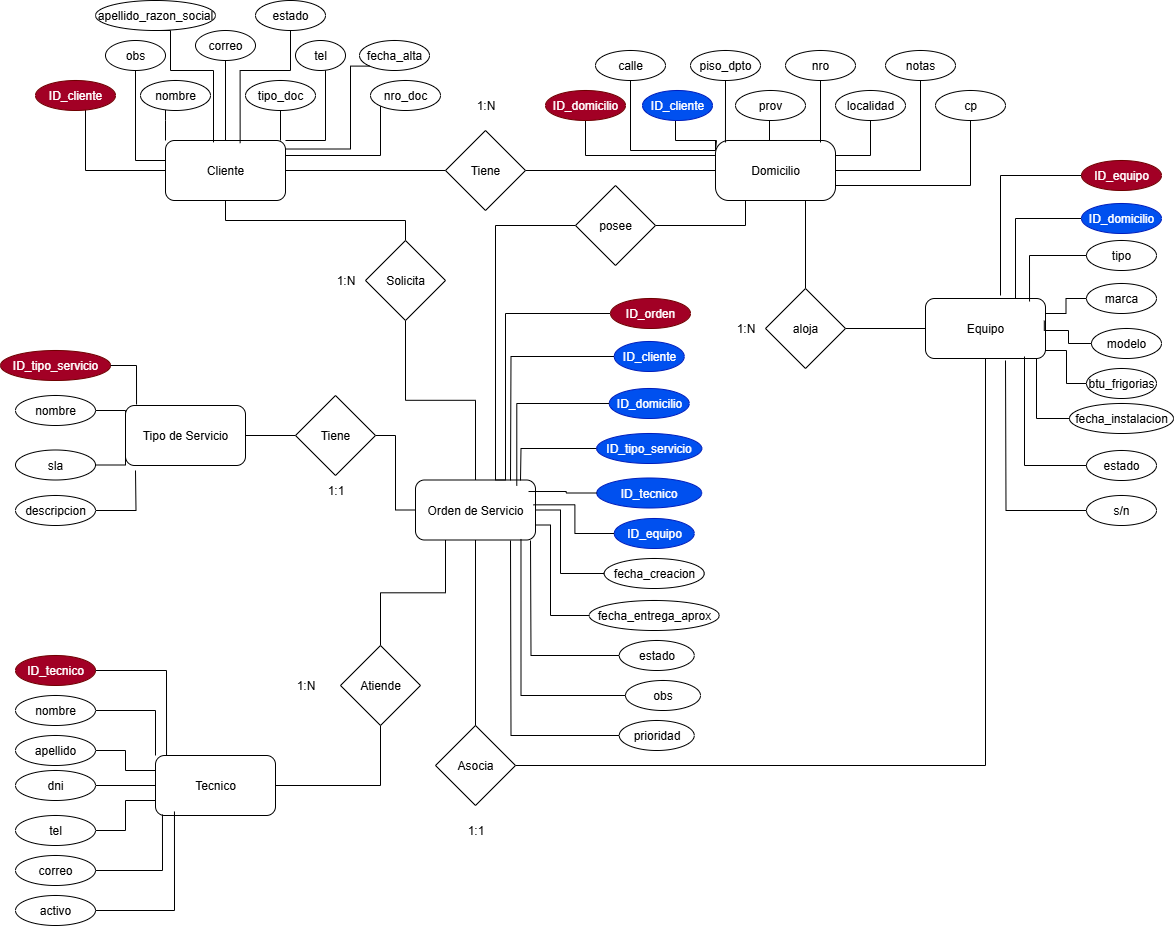 apellido_razon_social
estado
obs
correo
tel
fecha_alta
ID_cliente
nombre
tipo_doc
nro_doc
Cliente
1:N
Tiene
calle
piso_dpto
nro
notas
ID_domicilio
ID_cliente
prov
localidad
cp
Domicilio
posee
Solicita
1:N
aloja
1:N
ID_equipo
ID_domicilio
tipo
marca
modelo
btu_frigorias
fecha_instalacion
estado
s/n
Equipo
ID_tipo_servicio
nombre
sla
descripcion
Tipo de Servicio
Tiene
1:1
ID_orden
ID_cliente
ID_domicilio
ID_tipo_servicio
ID_tecnico
ID_equipo
fecha_creacion
fecha_entrega_aprox
estado
obs
prioridad
Orden de Servicio
1:N
Atiende
Asocia
1:1
ID_tecnico
nombre
apellido
dni
tel
correo
activo
Tecnico